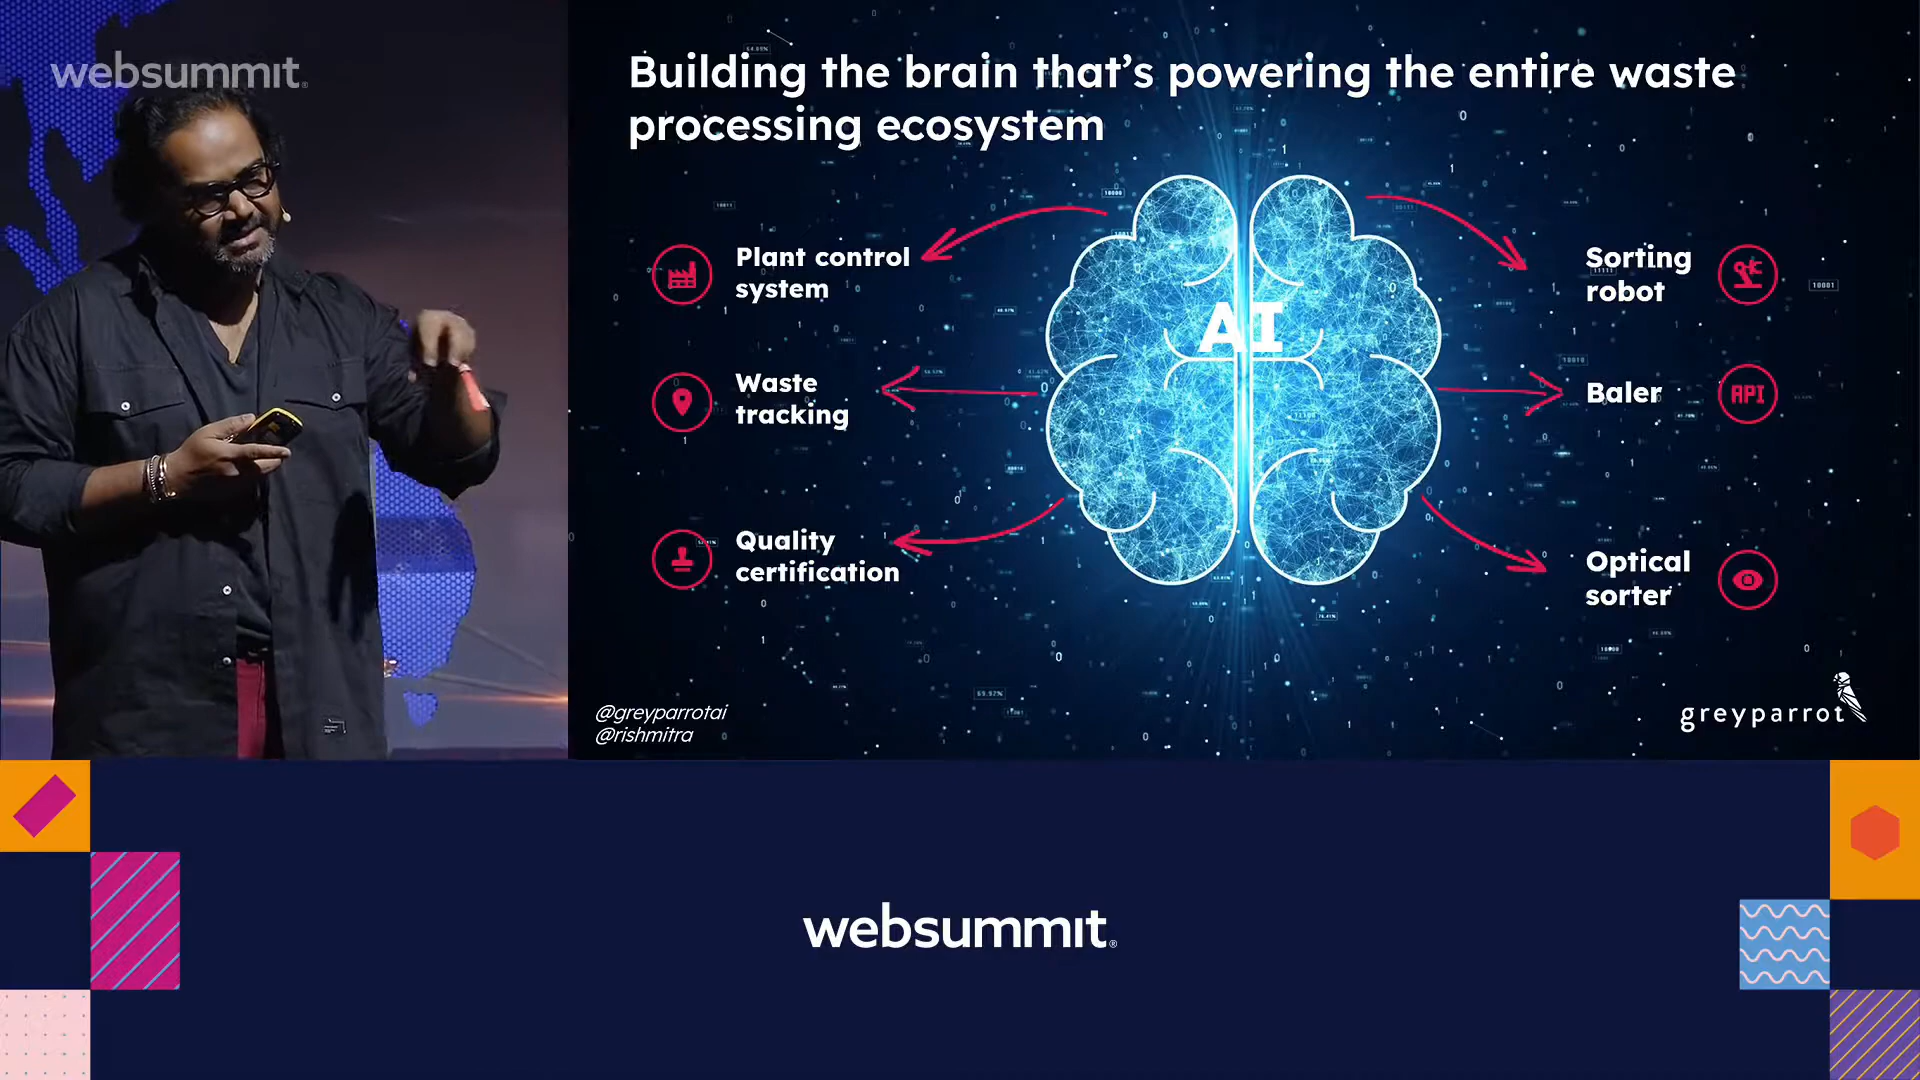 websummit
Building the brain that's powering the entire waste
processing ecosystem
Plant control
system
Waste
tracking
Quality
certification
AI
Sorting
robot
Baler
API
Optical
sorter
@greyparrotai
@rishmitra
greyparrot
websummit®